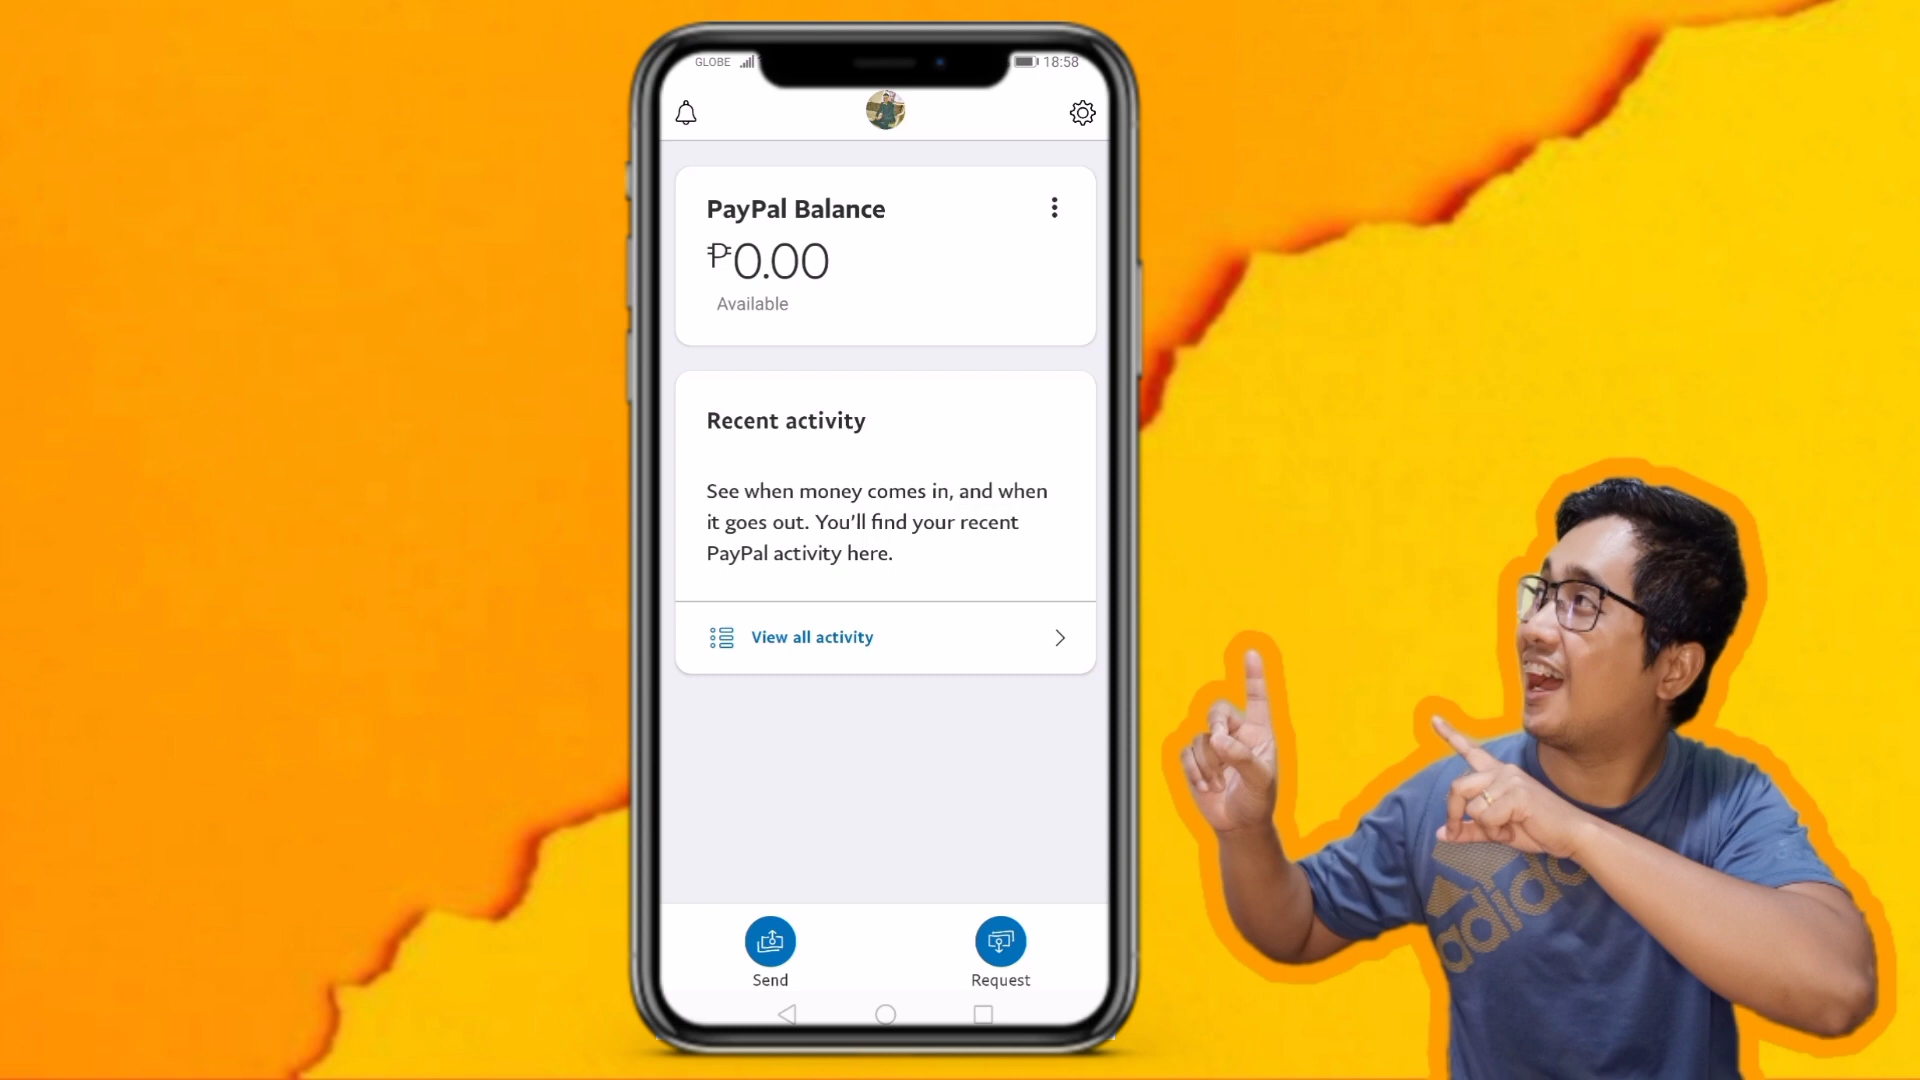 GLOBE
18:58
PayPal Balance
₱0.00
Available
Recent activity
See when money comes in, and when
it goes out. You'll find your recent
PayPal activity here.
View all activity
Send
Request